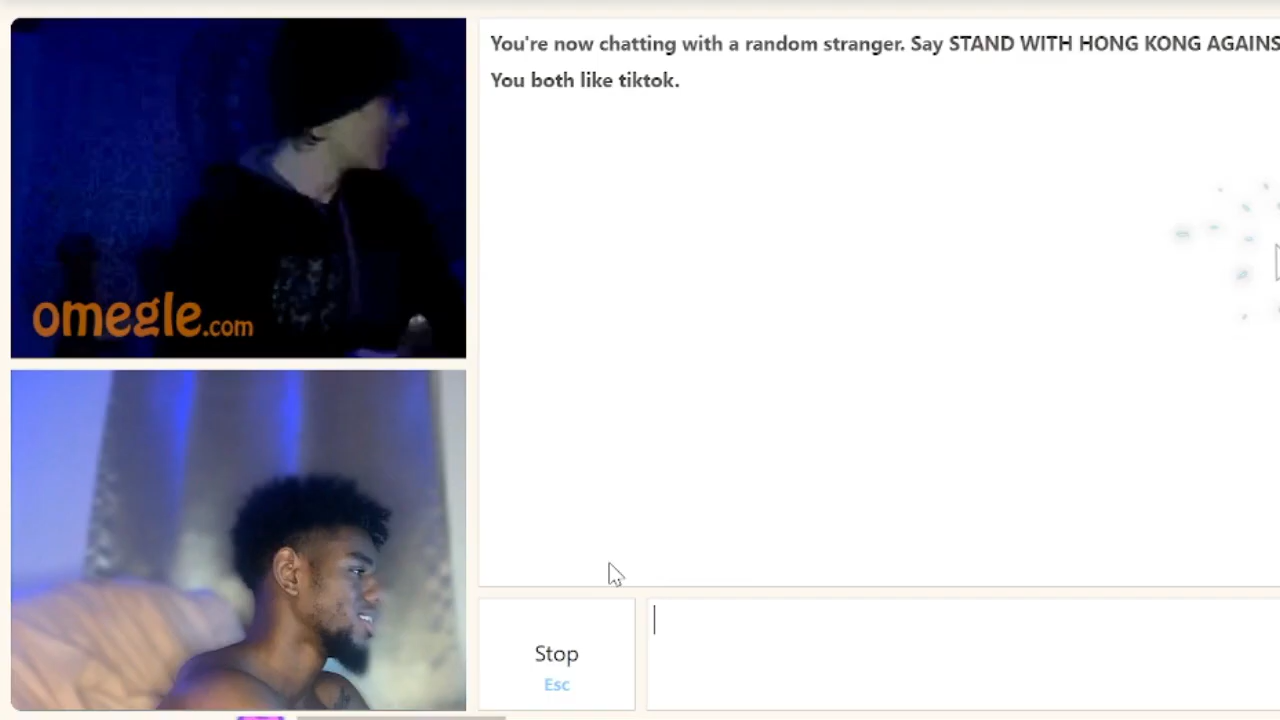 You're now chatting with a random stranger. Say STAND WITH HONG KONG AGAINS
You both like tiktok.
omegle.com
Stop
Esc